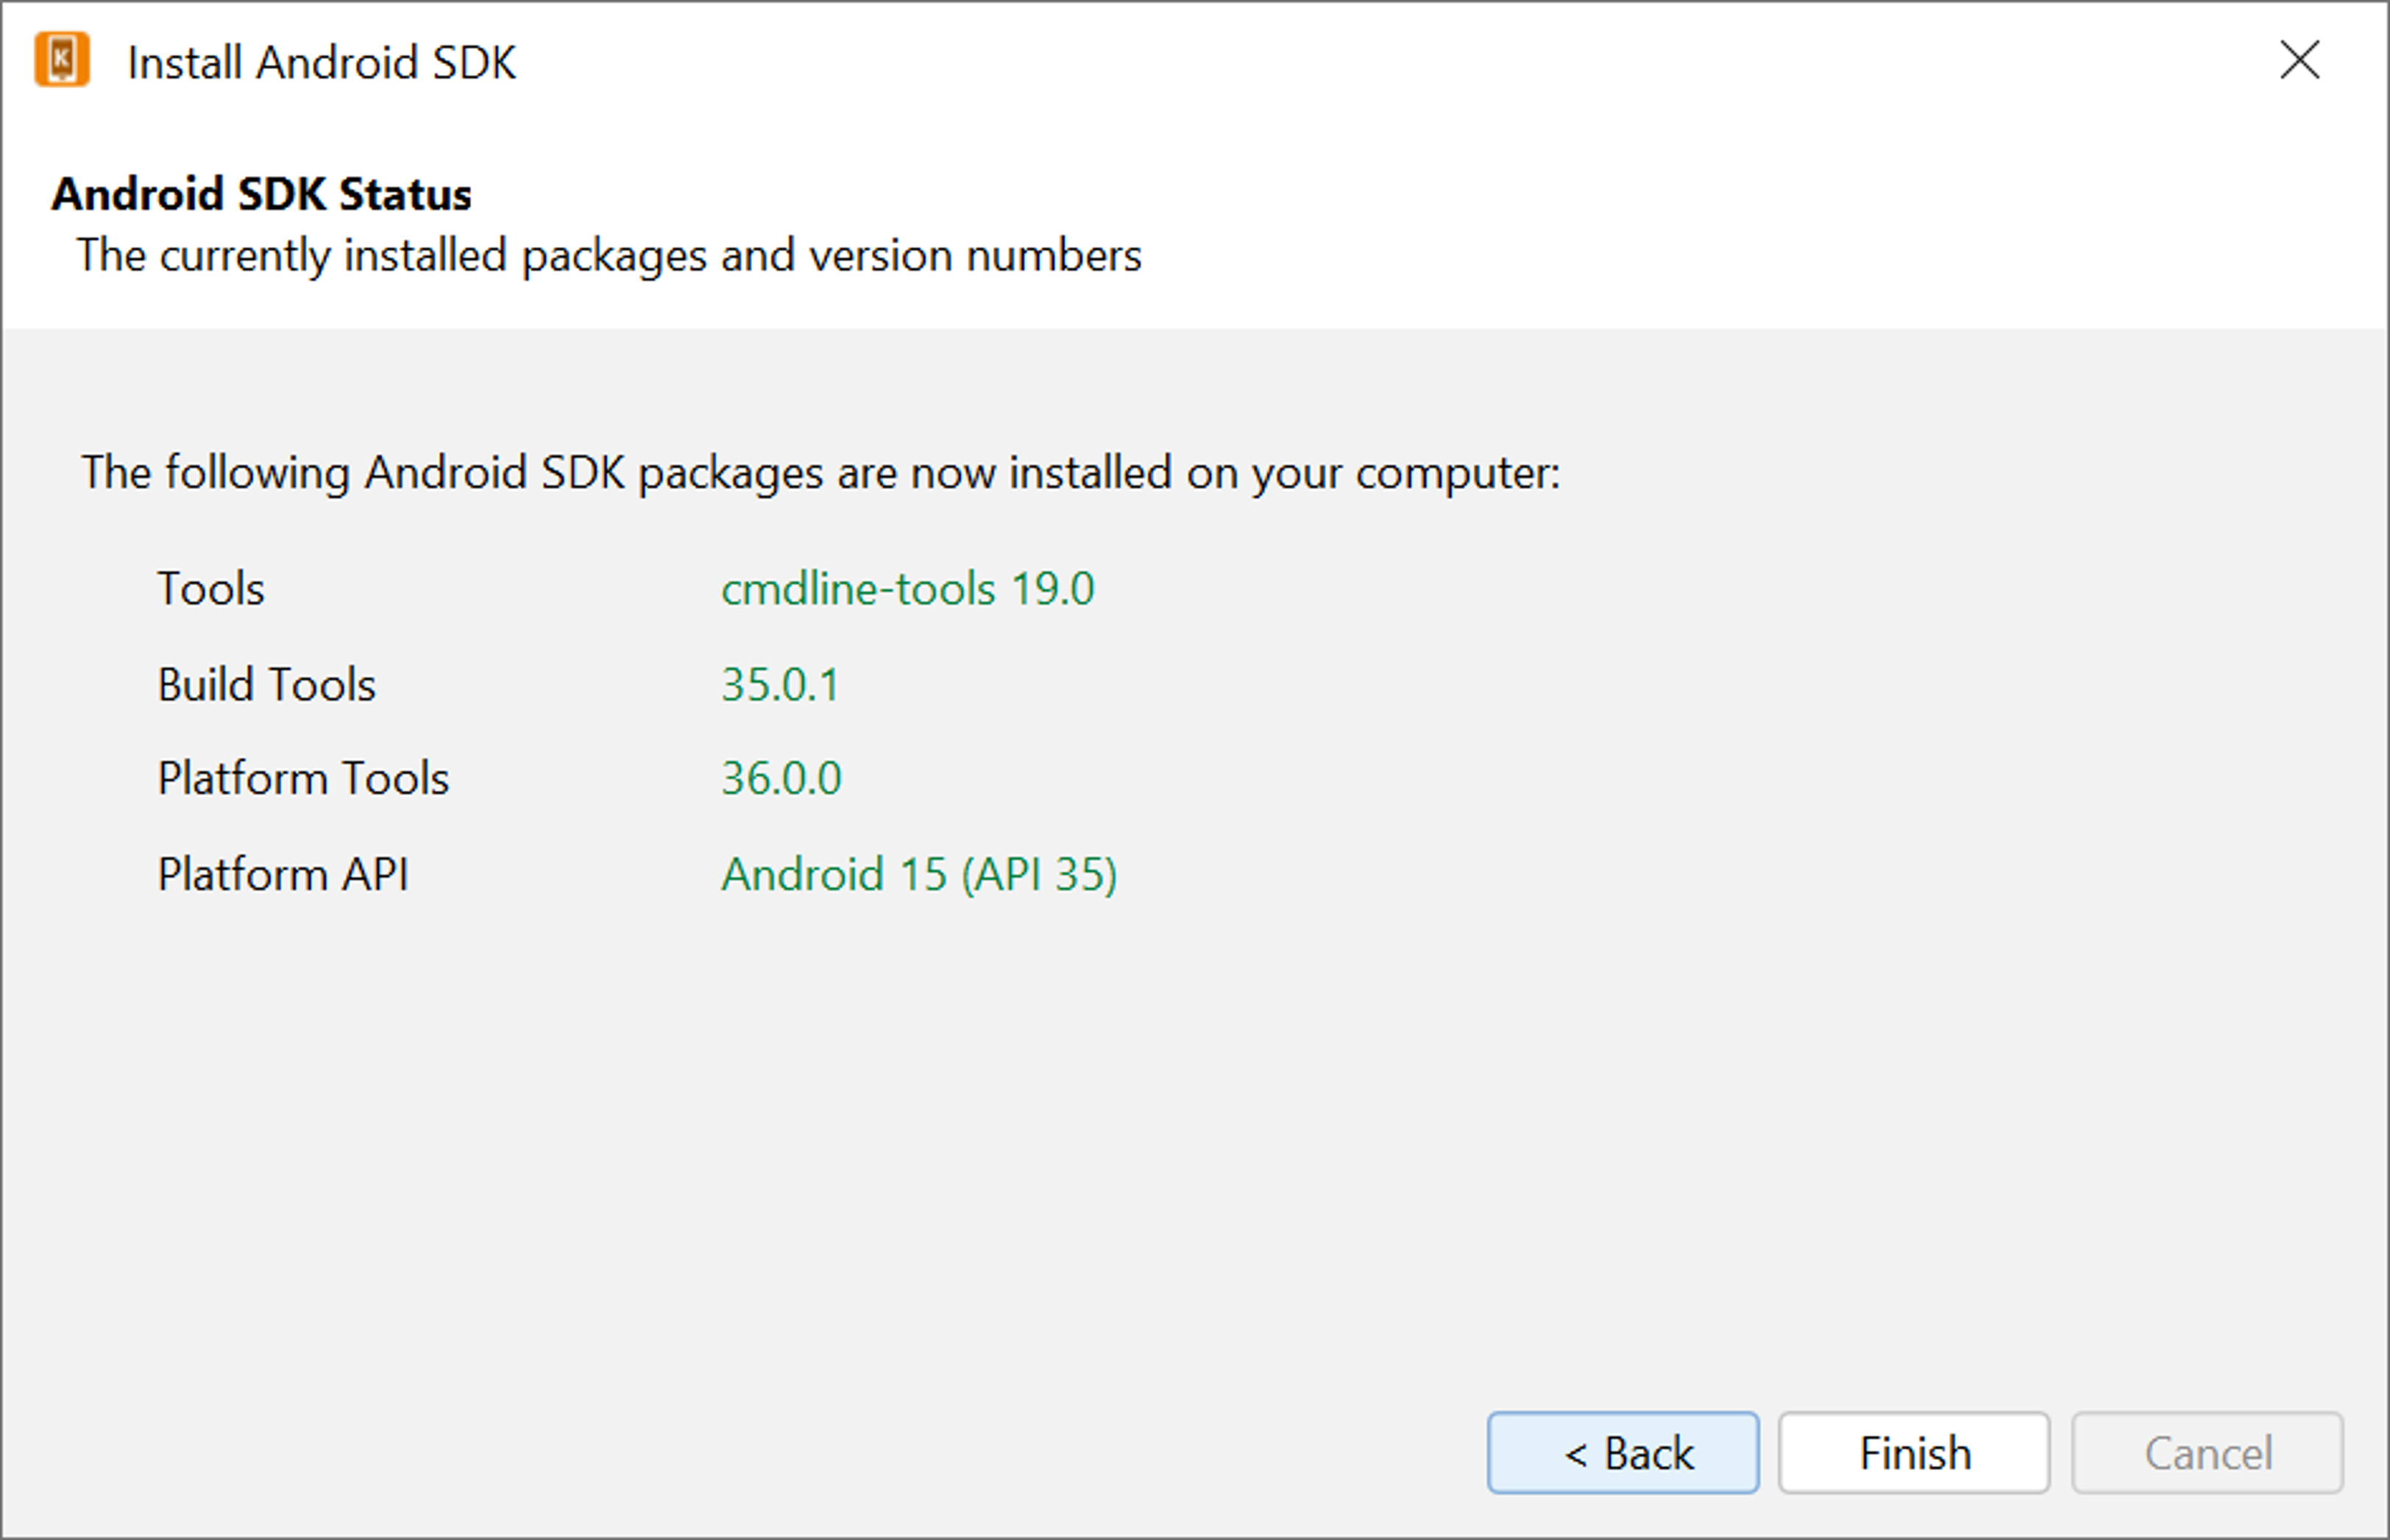 K
Install Android SDK
Android SDK Status
The currently installed packages and version numbers
The following Android SDK packages are now installed on your computer:
Tools cmdline-tools 19.0
Build Tools 35.0.1
Platform Tools 36.0.0
Platform API Android 15 (API 35)
< Back Finish Cancel